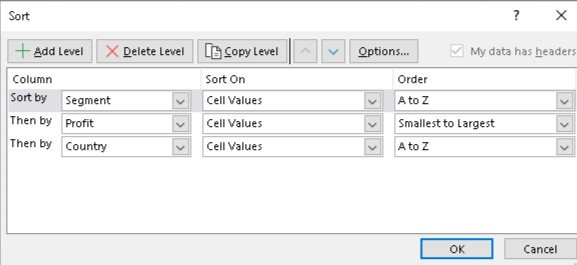 Sort ?
Add Level Delete Level Copy Level Options... My data has headers
Column Sort On Order
Sort by Segment Cell Values A to Z
Then by Profit Cell Values Smallest to Largest
Then by Country Cell Values A to Z
OK Cancel